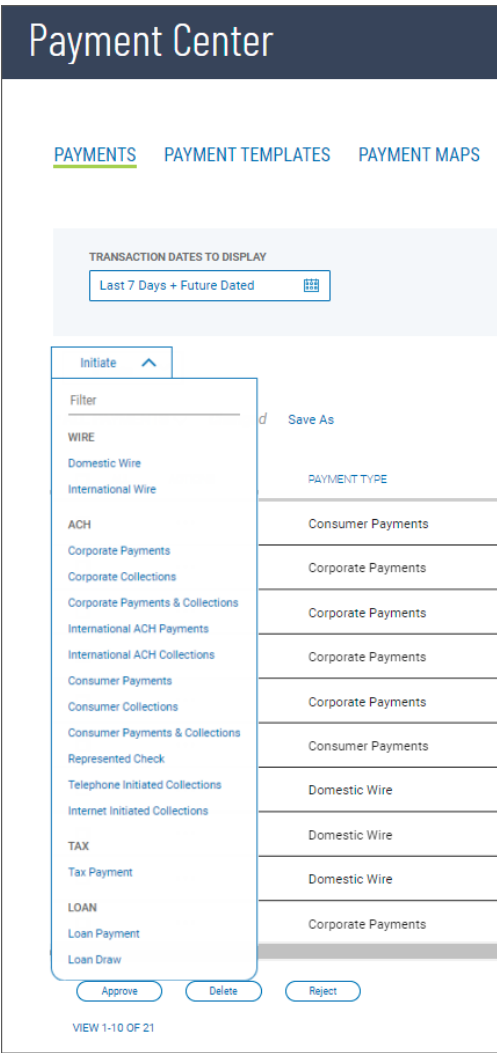 Payment Center
PAYMENTS PAYMENT TEMPLATES PAYMENT MAPS
TRANSACTION DATES TO DISPLAY
Last 7 Days + Future Dated
Initiate
Filter
d Save As
WIRE
Domestic Wire
International Wire
ACH
Corporate Payments
Corporate Collections
Corporate Payments & Collections
International ACH Payments
International ACH Collections
Consumer Payments
Consumer Collections
Consumer Payments & Collections
Represented Check
Telephone Initiated Collections
Internet Initiated Collections
TAX
Tax Payment
LOAN
Loan Payment
Loan Draw
PAYMENT TYPE
Consumer Payments
Corporate Payments
Corporate Payments
Corporate Payments
Corporate Payments
Consumer Payments
Domestic Wire
Domestic Wire
Domestic Wire
Corporate Payments
Approve Delete Reject
VIEW 1-10 OF 21